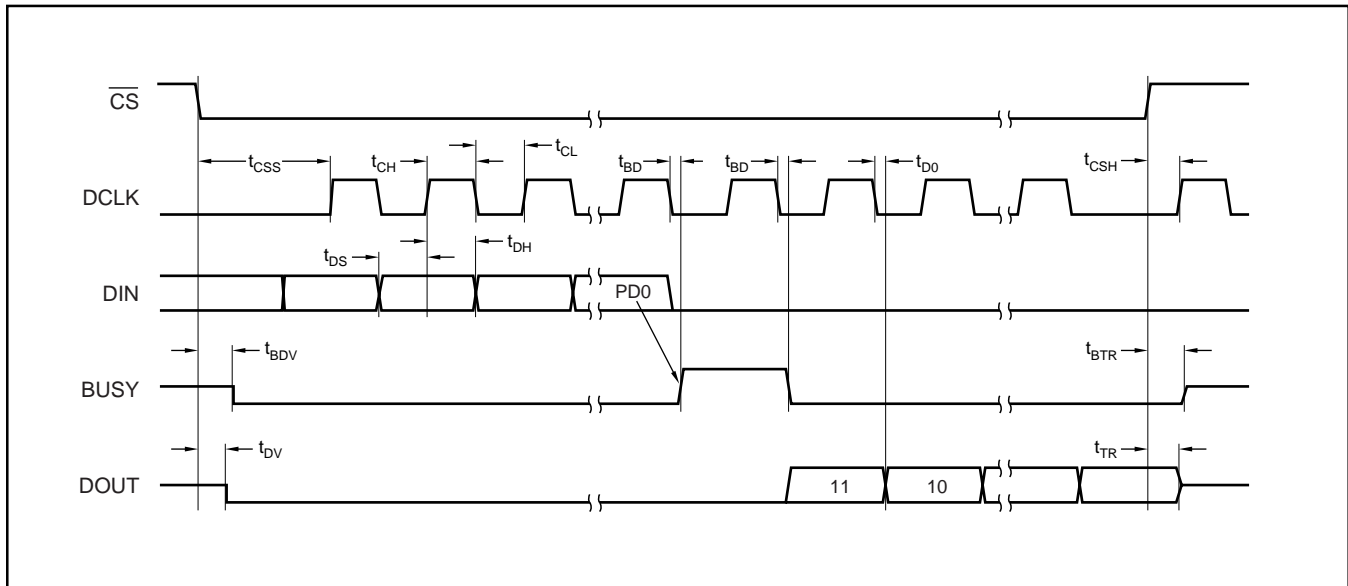 CS
tCSS
tCH
tCL
tBD
tBD
tD0
tCSH
DCLK
tDS
tDH
DIN
PD0
tBDV
tBTR
BUSY
tDV
tTR
DOUT
11
10